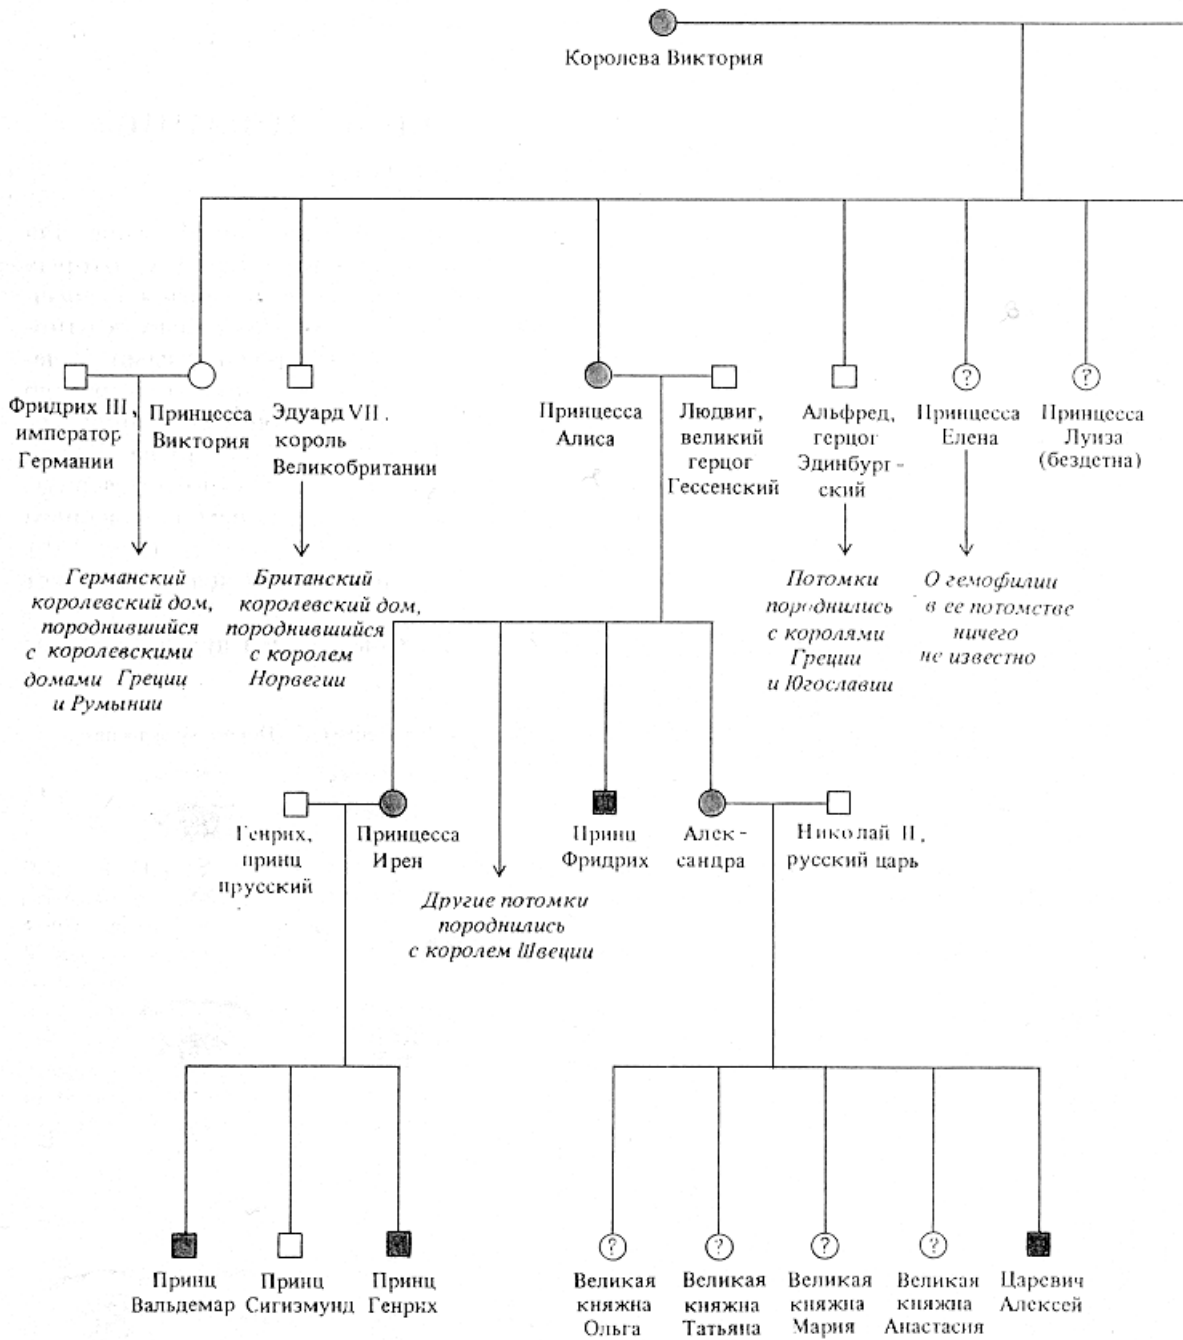 Королева Виктория
Фридрих III,
император
Германии
Принцесса
Виктория
Эдуард VII,
король
Великобритании
Принцесса
Алиса
Людвиг,
великий
герцог
Гессенский
Альфред,
герцог
Эдинбург-
ский
?
Принцесса
Елена
?
Принцесса
Луиза
(бездетна)
Германский
королевский дом,
породнившийся
с королевскими
домами Греции
и Румынии
Британский
королевский дом,
породнившийся
с королем
Норвегии
Потомки
породнились
с королями
Греции
и Югославии
О гемофилии
в ее потомстве
ничего
не известно
Генрих,
принц
прусский
Принцесса
Ирен
Другие потомки
породнились
с королем Швеции
Принц
Фридрих
Алек-
сандра
Николай II,
русский царь
Принц
Вальдемар
Принц
Сигизмунд
Принц
Генрих
?
Великая
княжна
Ольга
?
Великая
княжна
Татьяна
?
Великая
княжна
Мария
?
Великая
княжна
Анастасия
Царевич
Алексей